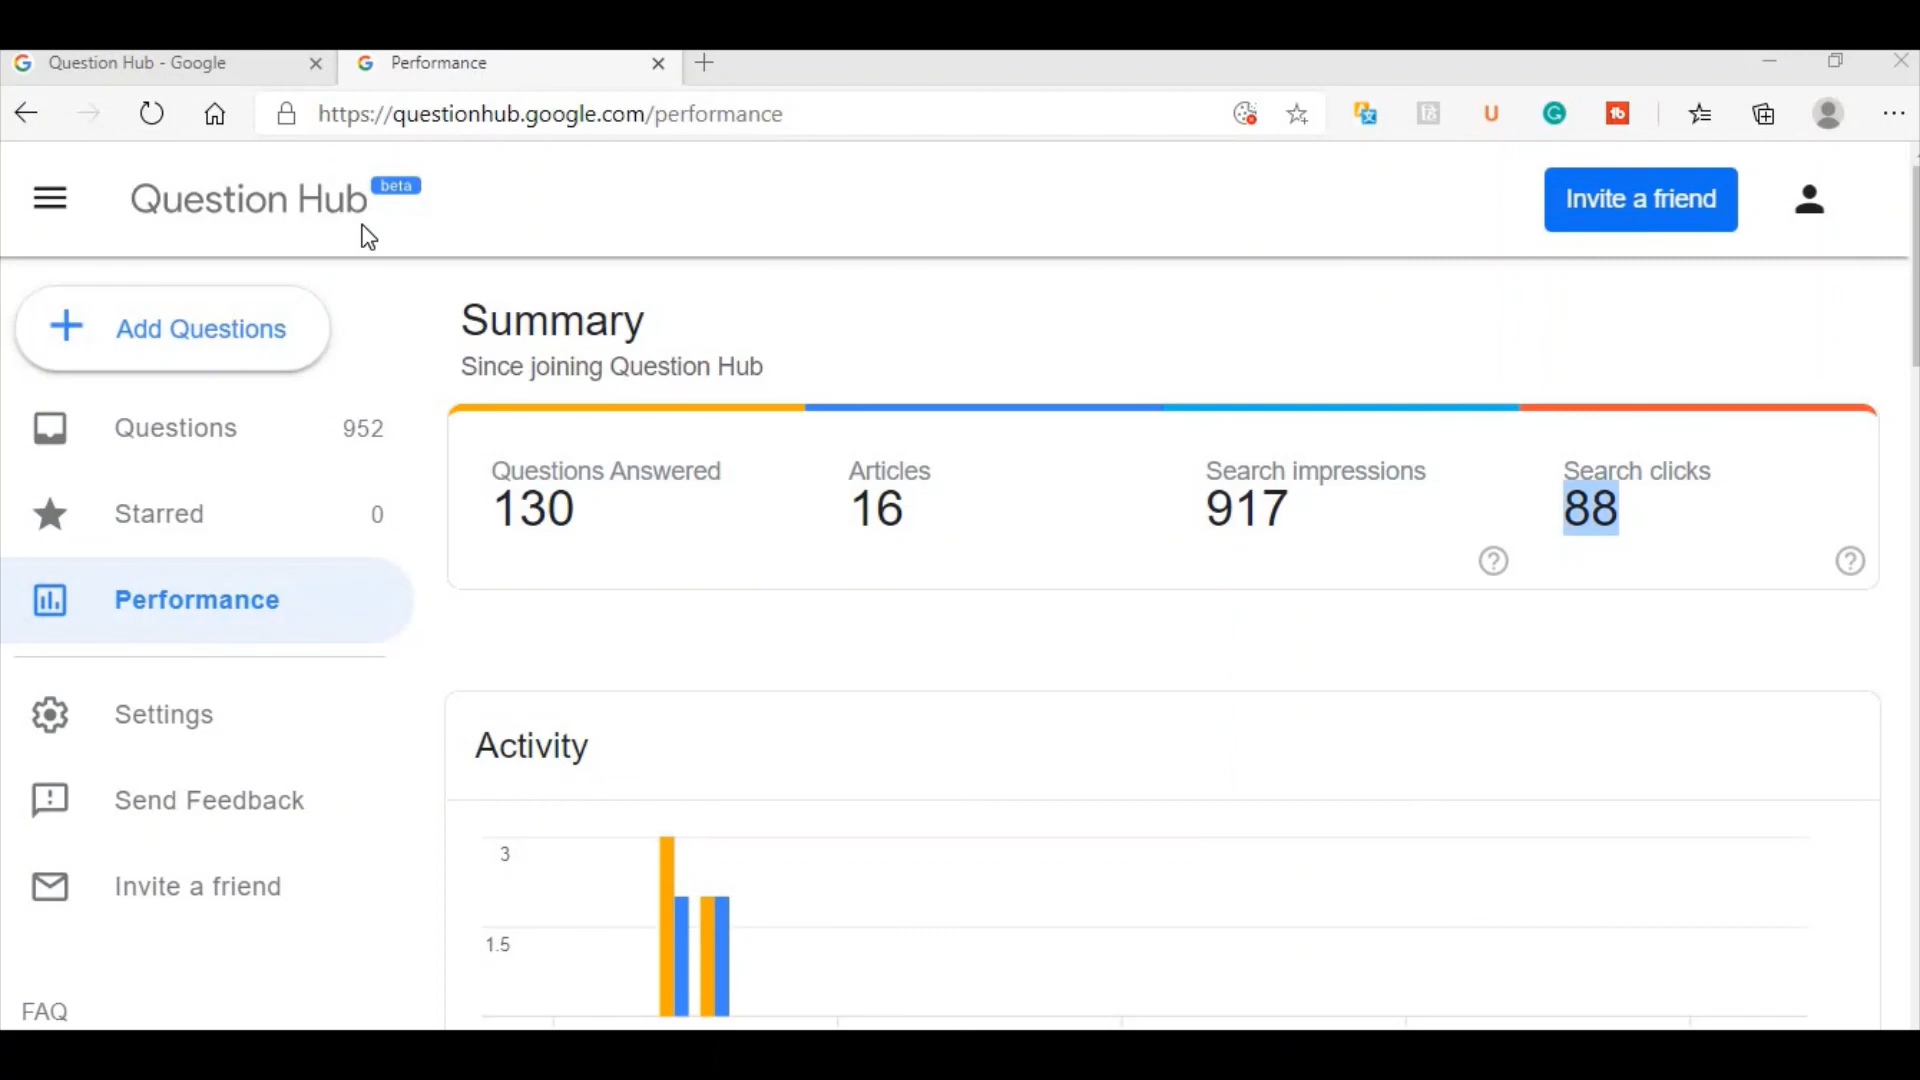 Question Hub - Google
Performance
https://questionhub.google.com/performance
Question Hub beta
Invite a friend
Add Questions
Questions 952
Starred 0
Performance
Settings
Send Feedback
Invite a friend
FAQ
Summary
Since joining Question Hub
Questions Answered
130
Articles
16
Search impressions
917
Search clicks
88
Activity
3
1.5